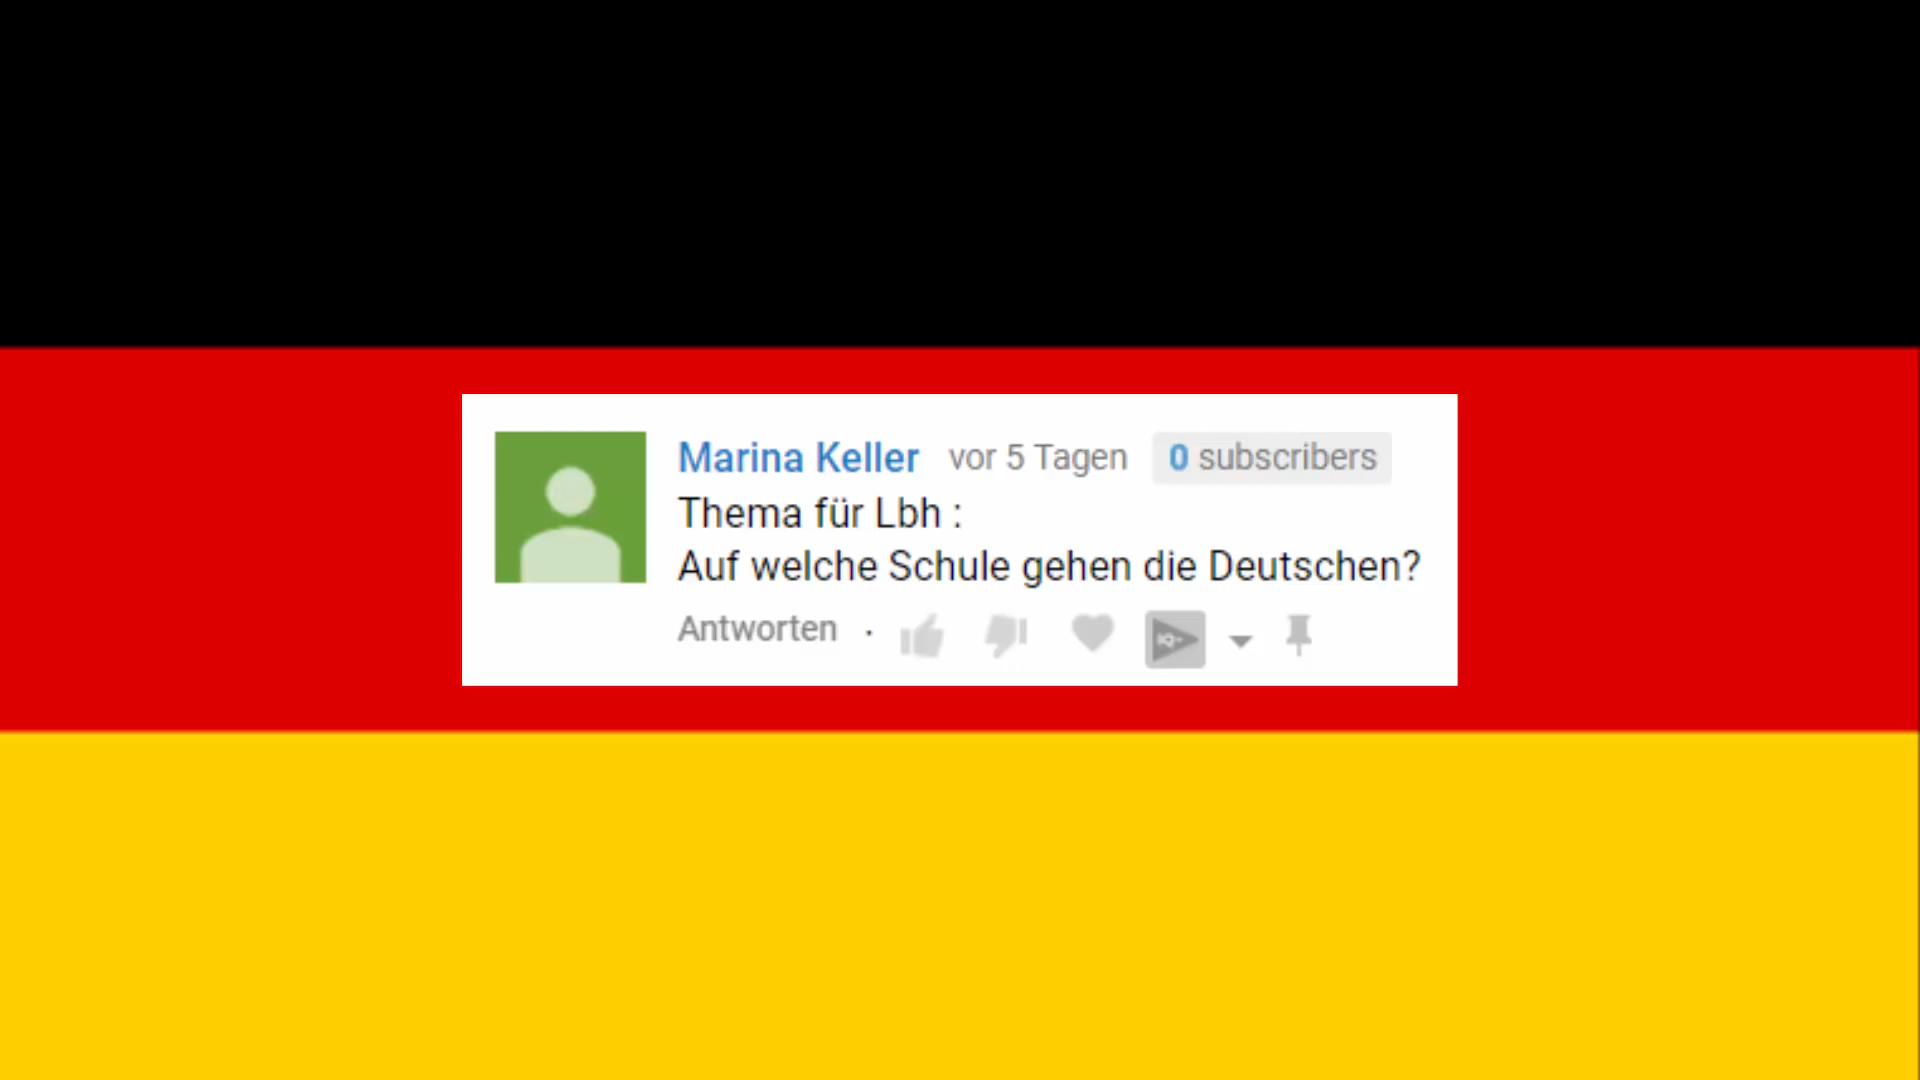 Marina Keller vor 5 Tagen 0 subscribers
Thema für Lbh :
Auf welche Schule gehen die Deutschen?
Antworten ·